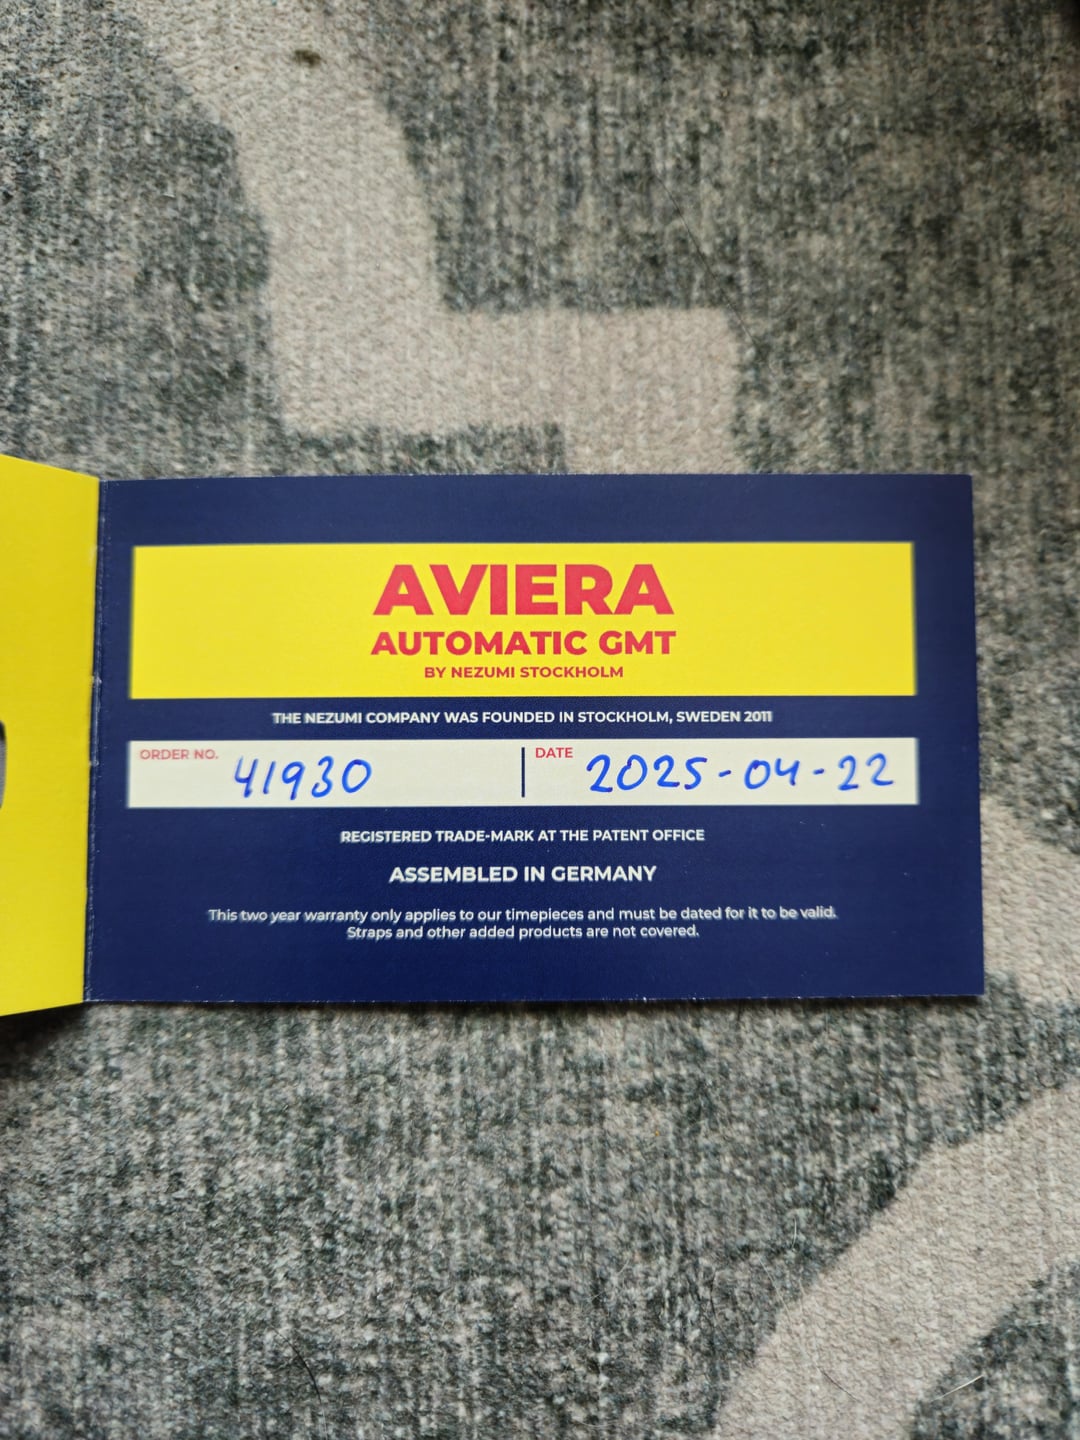 AVIERA
AUTOMATIC GMT
BY NEZUMI STOCKHOLM
THE NEZUMI COMPANY WAS FOUNDED IN STOCKHOLM, SWEDEN 2011
ORDER NO. 41930 DATE 2025-04-22
REGISTERED TRADE-MARK AT THE PATENT OFFICE
ASSEMBLED IN GERMANY
This two year warranty only applies to our timepieces and must be dated for it to be valid.
Straps and other added products are not covered.